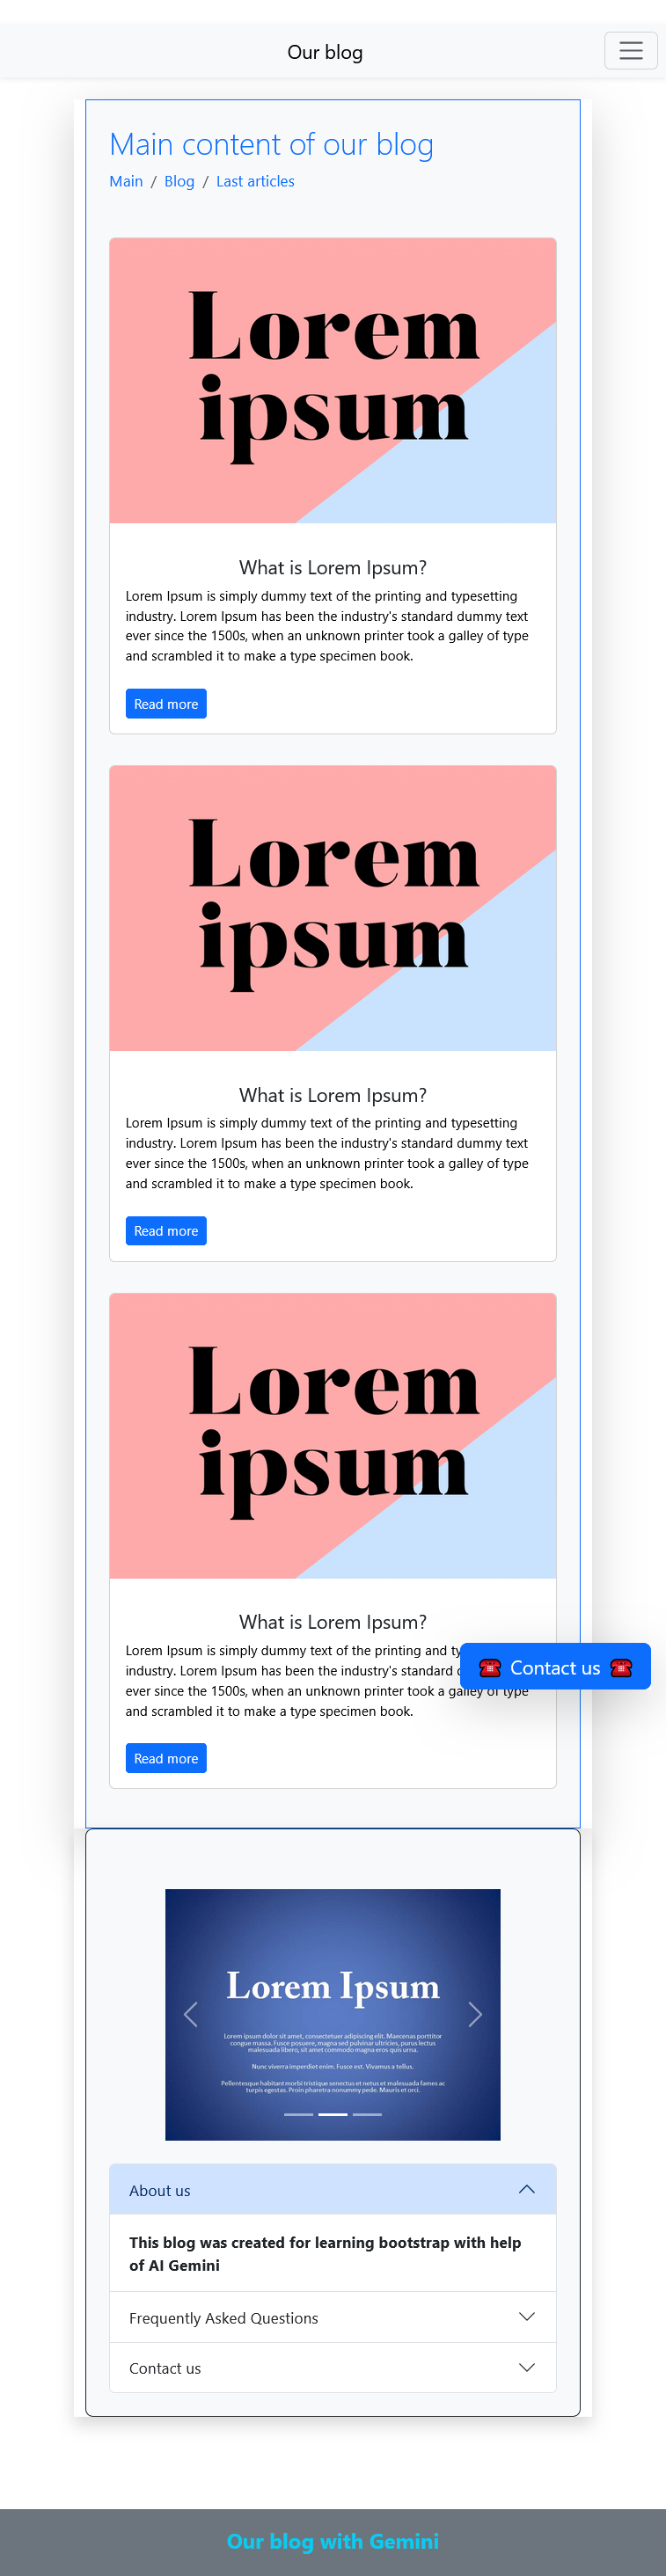 Our blog
Main content of our blog
Main / Blog / Last articles
Lorem
ipsum
What is Lorem Ipsum?
Lorem Ipsum is simply dummy text of the printing and typesetting
industry. Lorem Ipsum has been the industry's standard dummy text
ever since the 1500s, when an unknown printer took a galley of type
and scrambled it to make a type specimen book.
Read more
Lorem
ipsum
What is Lorem Ipsum?
Lorem Ipsum is simply dummy text of the printing and typesetting
industry. Lorem Ipsum has been the industry's standard dummy text
ever since the 1500s, when an unknown printer took a galley of type
and scrambled it to make a type specimen book.
Read more
Lorem
ipsum
What is Lorem Ipsum?
Lorem Ipsum is simply dummy text of the printing and
industry. Lorem Ipsum has been the industry's standard
ever since the 1500s, when an unknown printer took a galley of type
and scrambled it to make a type specimen book.
☎ Contact us ☎
Read more
Lorem Ipsum
Lorem ipsum dolor sit amet, consectetuer adipiscing elit. Maecenas porttitor
congue massa. Fusce posuere, magna sed pulvinar ultricies, purus lectus
malesuada libero, sit amet commodo magna eros quis urna.
Nunc viverra imperdiet enim. Fusce est. Vivamus a tellus.
Pellentesque habitant morbi tristique senectus et netus et malesuada fames ac
turpis egestas. Proin pharetra nonummy pede. Mauris et orci.
About us
This blog was created for learning bootstrap with help
of AI Gemini
Frequently Asked Questions
Contact us
Our blog with Gemini